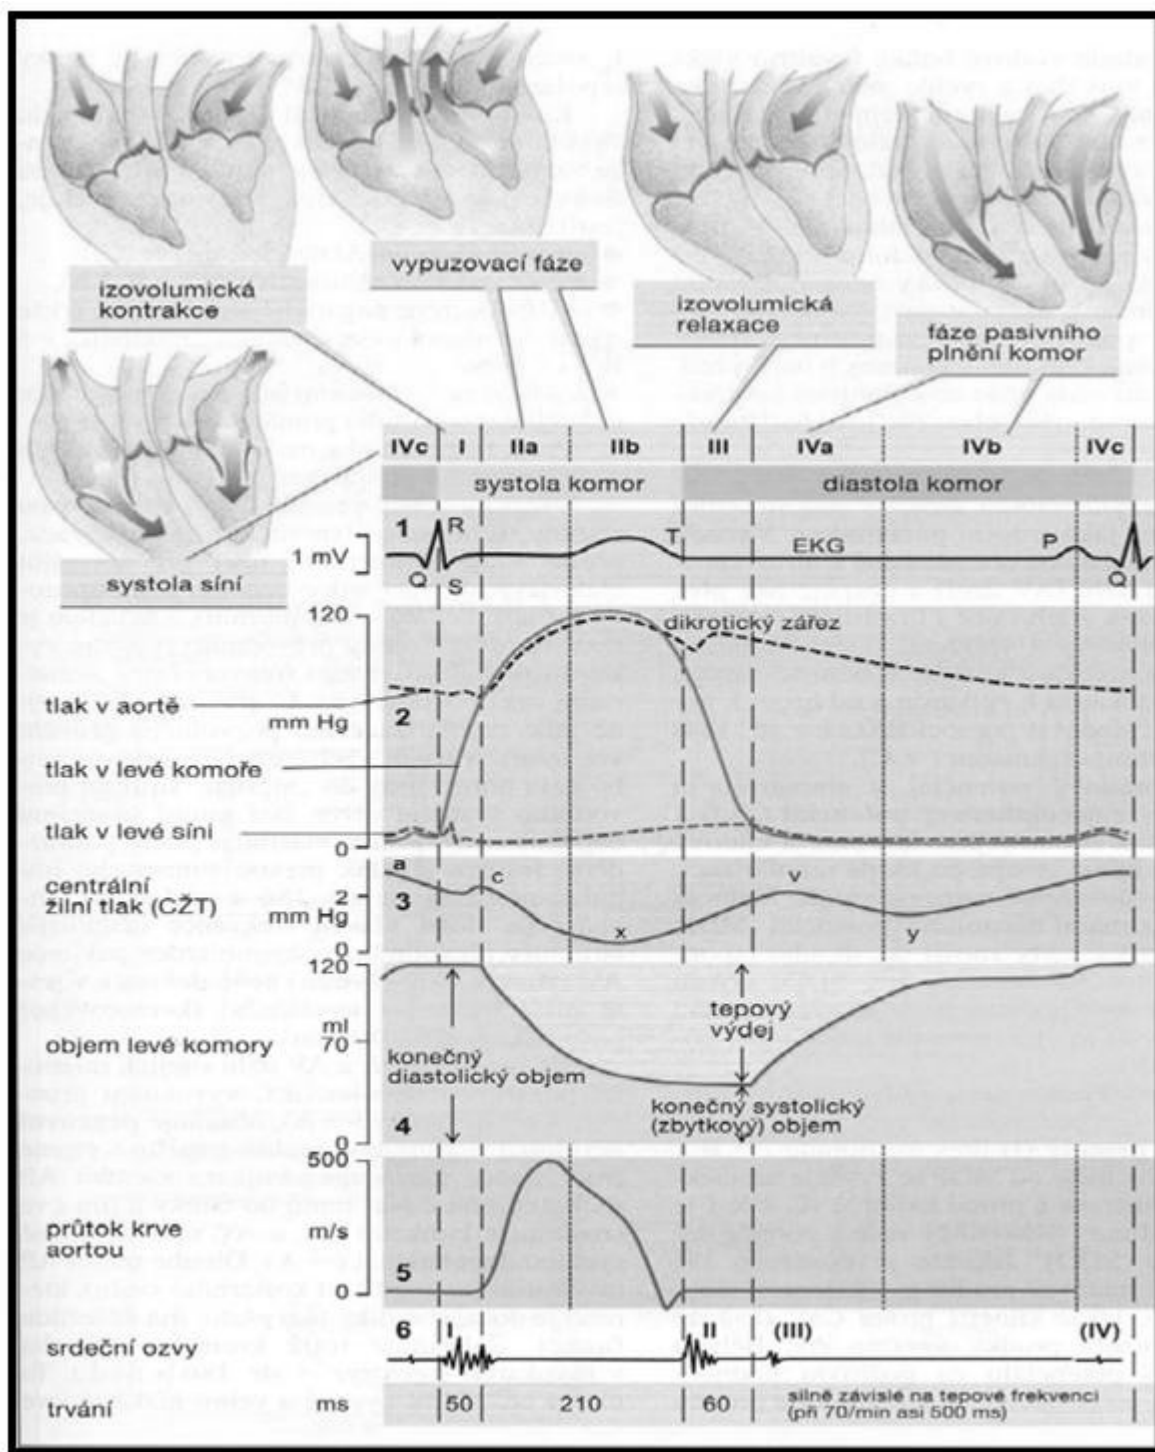 izovolumická
kontrakce
vypuzovací fáze
izovolumická
relaxace
fáze pasivního
plnění komor
systola síní
IVc I IIa IIb III IVa IVb IVc
systola komor diastola komor
1 R T EKG P
1 mV
Q S Q
120
dikrotický zářez
tlak v aortě
mm Hg 2
tlak v levé komoře
tlak v levé síni
0
a c v
centrální
žilní tlak (CŽT)
2 3
mm Hg
x y
0
120
tepový
výdej
ml
objem levé komory 70
konečný
diastolický objem
konečný systolický
(zbytkový) objem
4
0
500
průtok krve
aortou
m/s
5
0
6 I II (III) (IV)
srdeční ozvy
trvání ms 50 210 60 silně závislé na tepové frekvenci
(při 70/min asi 500 ms)